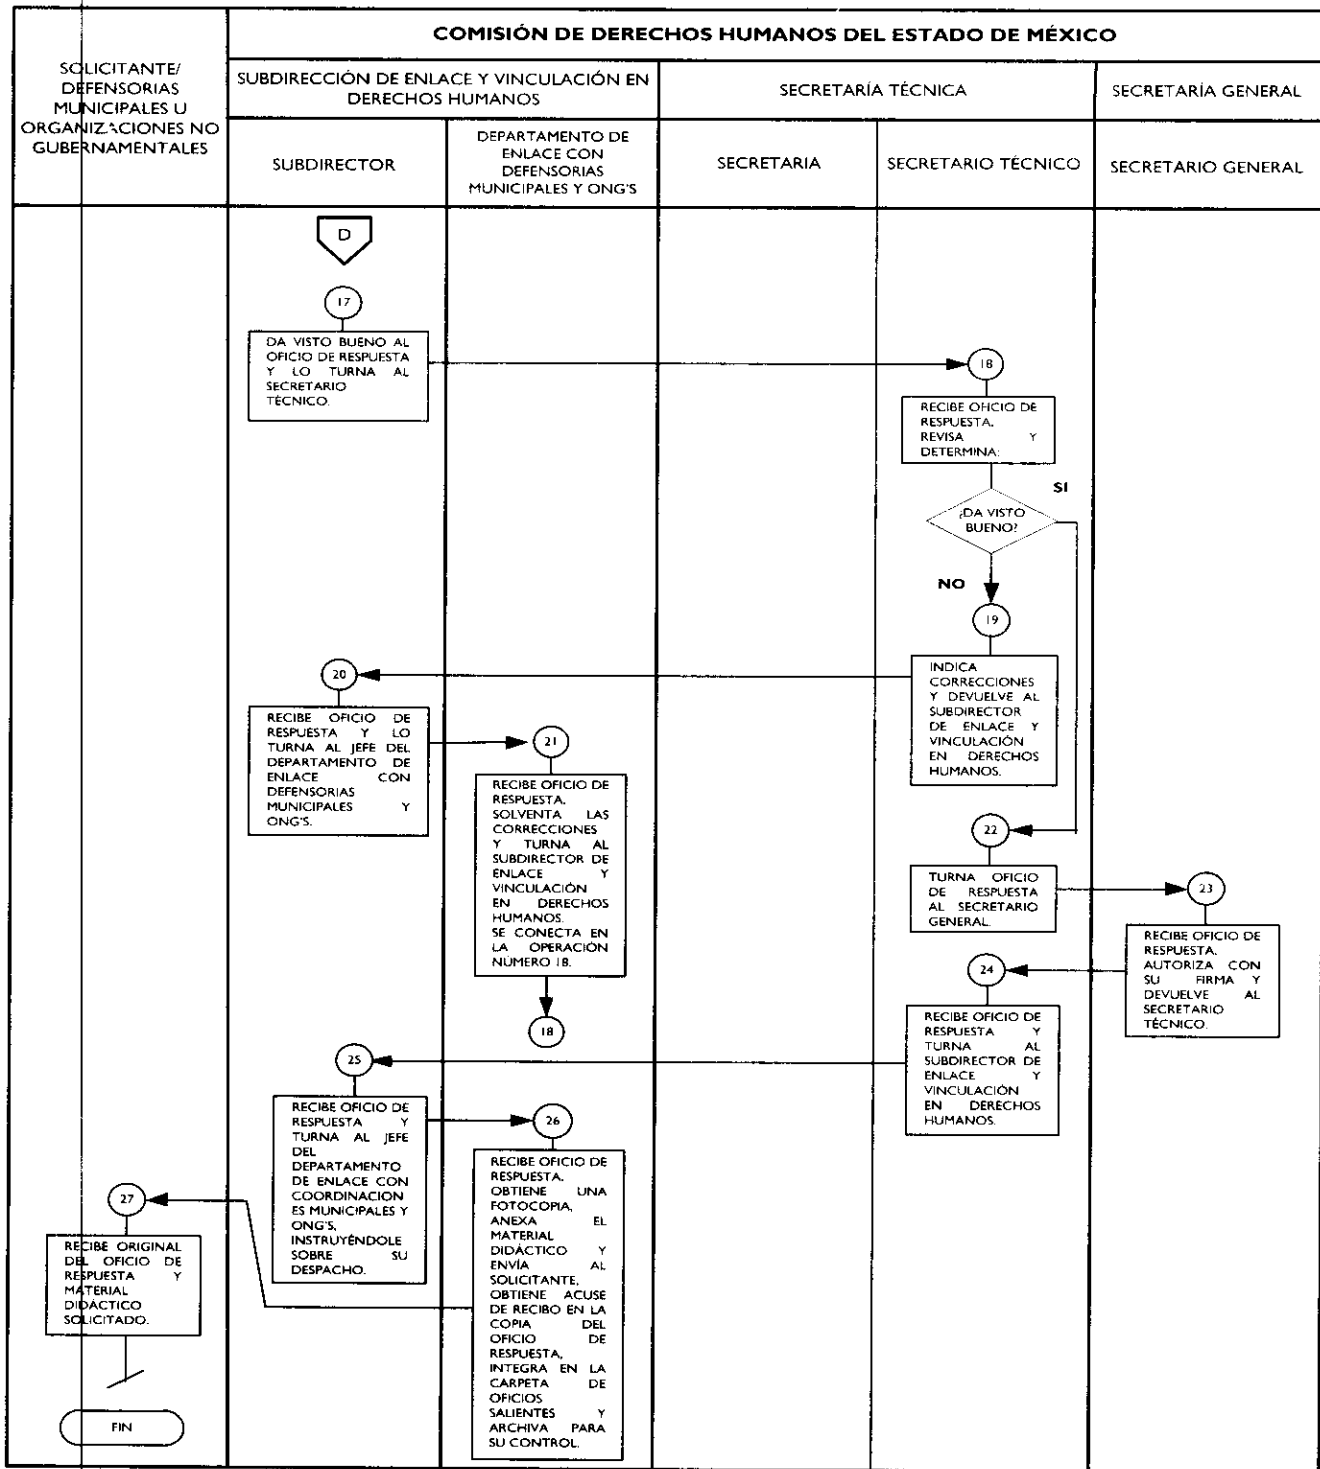 COMISIÓN DE DERECHOS HUMANOS DEL ESTADO DE MÉXICO
SOLICITANTE/
DEFENSORIAS
MUNICIPALES U
ORGANIZACIONES NO
GUBERNAMENTALES
SUBDIRECCIÓN DE ENLACE Y VINCULACIÓN EN
DERECHOS HUMANOS
SECRETARÍA TÉCNICA
SECRETARÍA GENERAL
SUBDIRECTOR
DEPARTAMENTO DE
ENLACE CON
DEFENSORIAS
MUNICIPALES Y ONG'S
SECRETARIA
SECRETARIO TÉCNICO
SECRETARIO GENERAL
D
17
DA VISTO BUENO AL
OFICIO DE RESPUESTA
Y LO TURNA AL
SECRETARIO
TÉCNICO.
18
RECIBE OFICIO DE
RESPUESTA,
REVISA Y
DETERMINA:
SI
¿DA VISTO
BUENO?
NO
19
INDICA
CORRECCIONES
Y DEVUELVE AL
SUBDIRECTOR
DE ENLACE Y
VINCULACIÓN
EN DERECHOS
HUMANOS.
20
RECIBE OFICIO DE
RESPUESTA Y LO
TURNA AL JEFE DEL
DEPARTAMENTO DE
ENLACE CON
DEFENSORIAS
MUNICIPALES Y
ONG'S.
21
RECIBE OFICIO DE
RESPUESTA,
SOLVENTA LAS
CORRECCIONES
Y TURNA AL
SUBDIRECTOR DE
ENLACE Y
VINCULACIÓN
EN DERECHOS
HUMANOS.
SE CONECTA EN
LA OPERACIÓN
NÚMERO 18.
18
22
TURNA OFICIO
DE RESPUESTA
AL SECRETARIO
GENERAL.
23
RECIBE OFICIO DE
RESPUESTA,
AUTORIZA CON
SU FIRMA Y
DEVUELVE AL
SECRETARIO
TÉCNICO.
24
RECIBE OFICIO DE
RESPUESTA Y
TURNA AL
SUBDIRECTOR DE
ENLACE Y
VINCULACIÓN
EN DERECHOS
HUMANOS.
25
RECIBE OFICIO DE
RESPUESTA Y
TURNA AL JEFE
DEL
DEPARTAMENTO
DE ENLACE CON
COORDINACION
ES MUNICIPALES Y
ONG'S,
INSTRUYÉNDOLE
SOBRE SU
DESPACHO.
26
RECIBE OFICIO DE
RESPUESTA,
OBTIENE UNA
FOTOCOPIA,
ANEXA EL
MATERIAL
DIDÁCTICO Y
ENVÍA AL
SOLICITANTE,
OBTIENE ACUSE
DE RECIBO EN LA
COPIA DEL
OFICIO DE
RESPUESTA,
INTEGRA EN LA
CARPETA DE
OFICIOS
SALIENTES Y
ARCHIVA PARA
SU CONTROL.
27
RECIBE ORIGINAL
DEL OFICIO DE
RESPUESTA Y
MATERIAL
DIDÁCTICO
SOLICITADO.
FIN